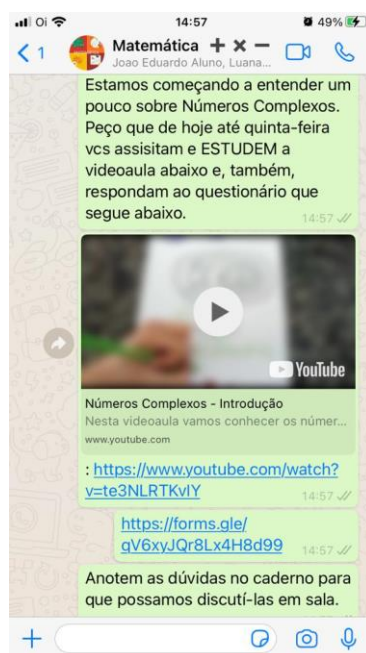 Oi 14:57 49%
1 Matemática
Joao Eduardo Aluno, Luana...
Estamos começando a entender um
pouco sobre Números Complexos.
Peço que de hoje até quinta-feira
vcs assisitam e ESTUDEM a
videoaula abaixo e, também,
respondam ao questionário que
segue abaixo.
14:57
YouTube
Números Complexos - Introdução
Nesta videoaula vamos conhecer os númer...
www.youtube.com
: https://www.youtube.com/watch?
v=te3NLRTKvIY
14:57
https://forms.gle/
qV6xyJQr8Lx4H8d99
14:57
Anotem as dúvidas no caderno para
que possamos discutí-las em sala.